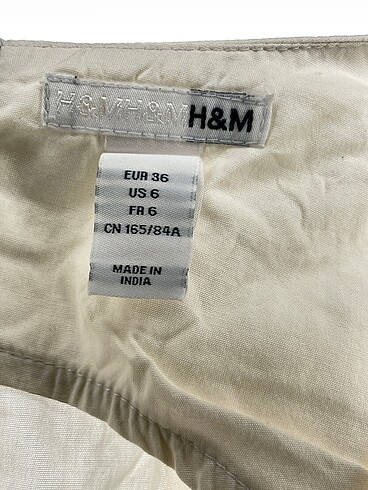 H&MH&MH&M
EUR 36
US 6
FR 6
CN 165/84A
MADE IN
INDIA